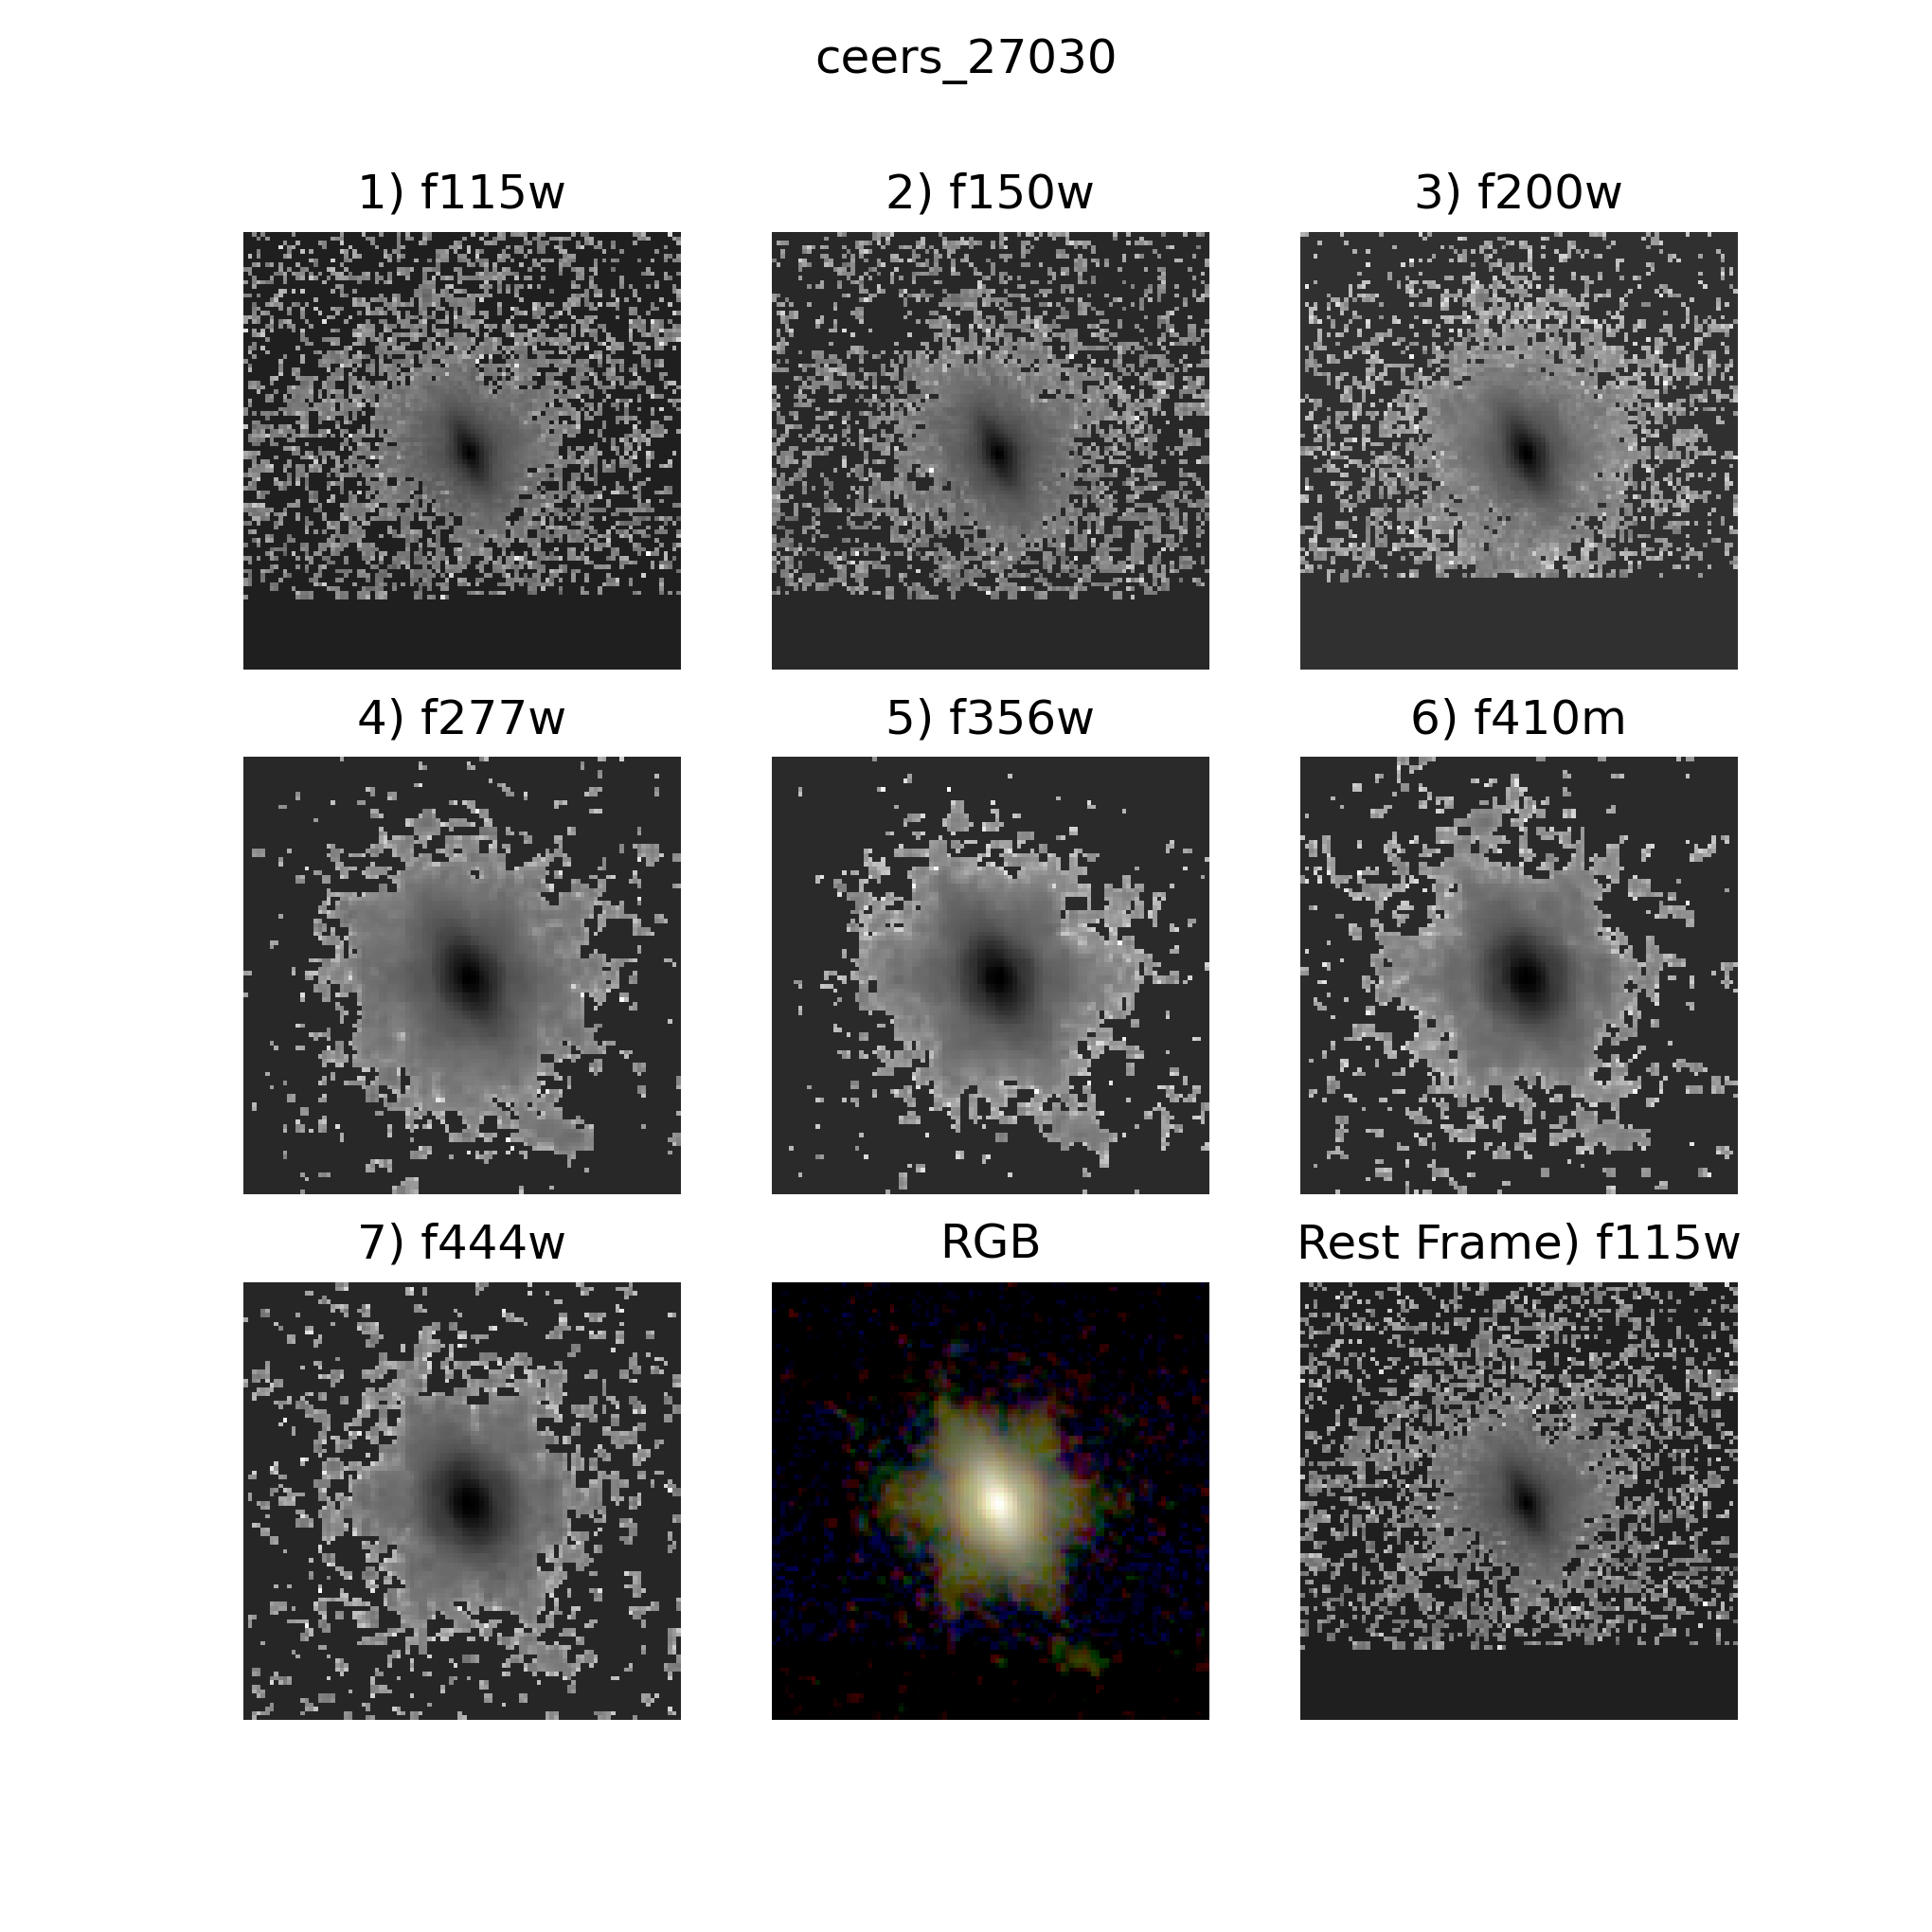 ceers_27030
1) f115w
2) f150w
3) f200w
4) f277w
5) f356w
6) f410m
7) f444w
RGB
Rest Frame) f115w